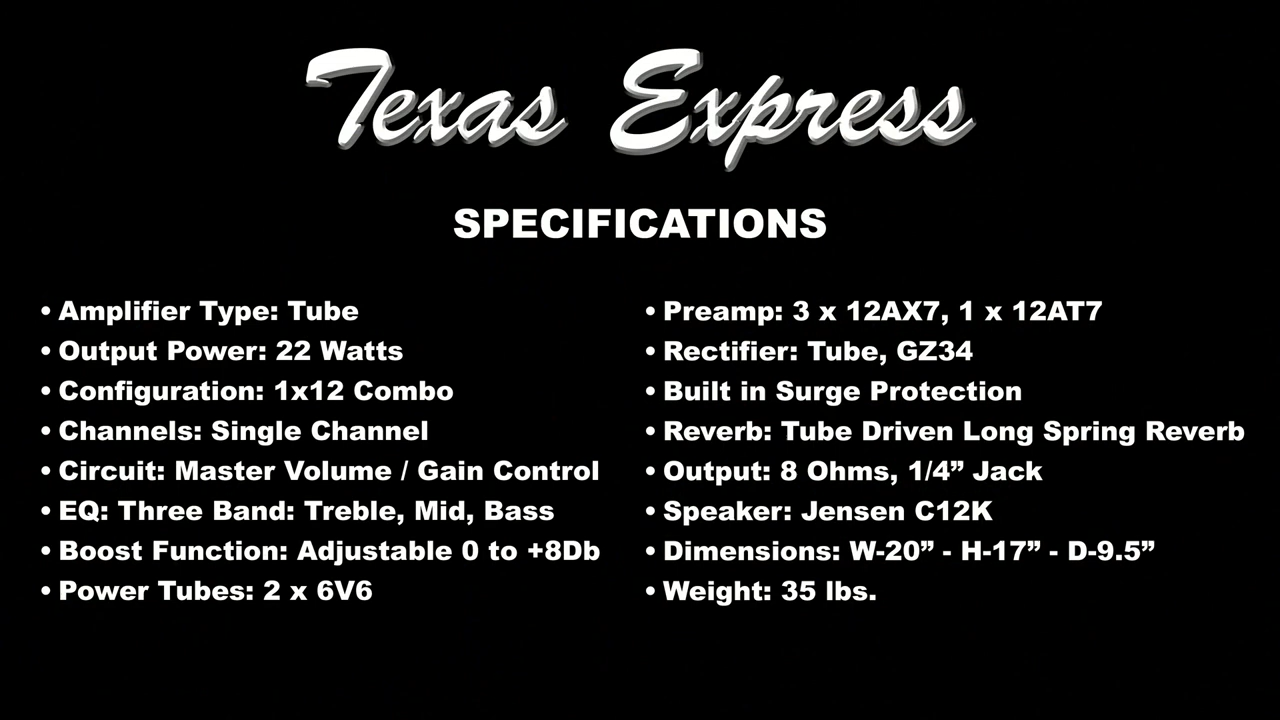 Texas Express
SPECIFICATIONS
• Amplifier Type: Tube
• Output Power: 22 Watts
• Configuration: 1x12 Combo
• Channels: Single Channel
• Circuit: Master Volume / Gain Control
• EQ: Three Band: Treble, Mid, Bass
• Boost Function: Adjustable 0 to +8Db
• Power Tubes: 2 x 6V6
• Preamp: 3 x 12AX7, 1 x 12AT7
• Rectifier: Tube, GZ34
• Built in Surge Protection
• Reverb: Tube Driven Long Spring Reverb
• Output: 8 Ohms, 1/4” Jack
• Speaker: Jensen C12K
• Dimensions: W-20” - H-17” - D-9.5”
• Weight: 35 lbs.